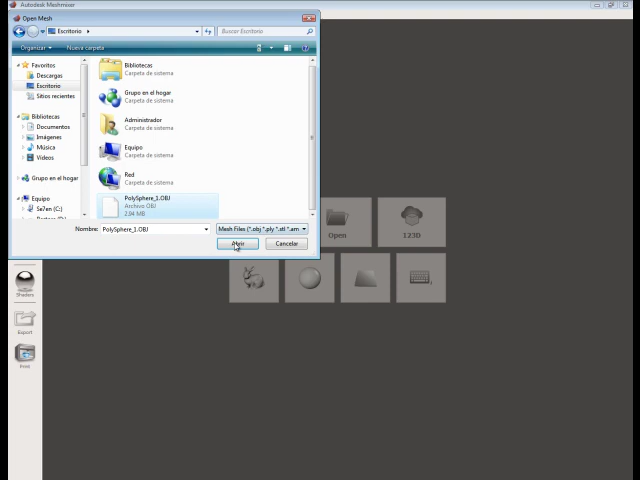 Autodesk Meshmixer
Open Mesh
Escritorio
Buscar Escritorio
Organizar
Nueva carpeta
Favoritos
Descargas
Escritorio
Sitios recientes
Bibliotecas
Documentos
Imágenes
Música
Vídeos
Grupo en el hogar
Equipo
Se7en (C:)
Bibliotecas
Carpeta de sistema
Grupo en el hogar
Carpeta de sistema
Administrador
Carpeta de sistema
Equipo
Carpeta de sistema
Red
Carpeta de sistema
PolySphere_1.OBJ
Archivo OBJ
2.94 MB
Nombre:
PolySphere_1.OBJ
Mesh Files (*.obj *.ply *.stl *.am
Abrir
Cancelar
Open
123D
Shaders
Export
Print